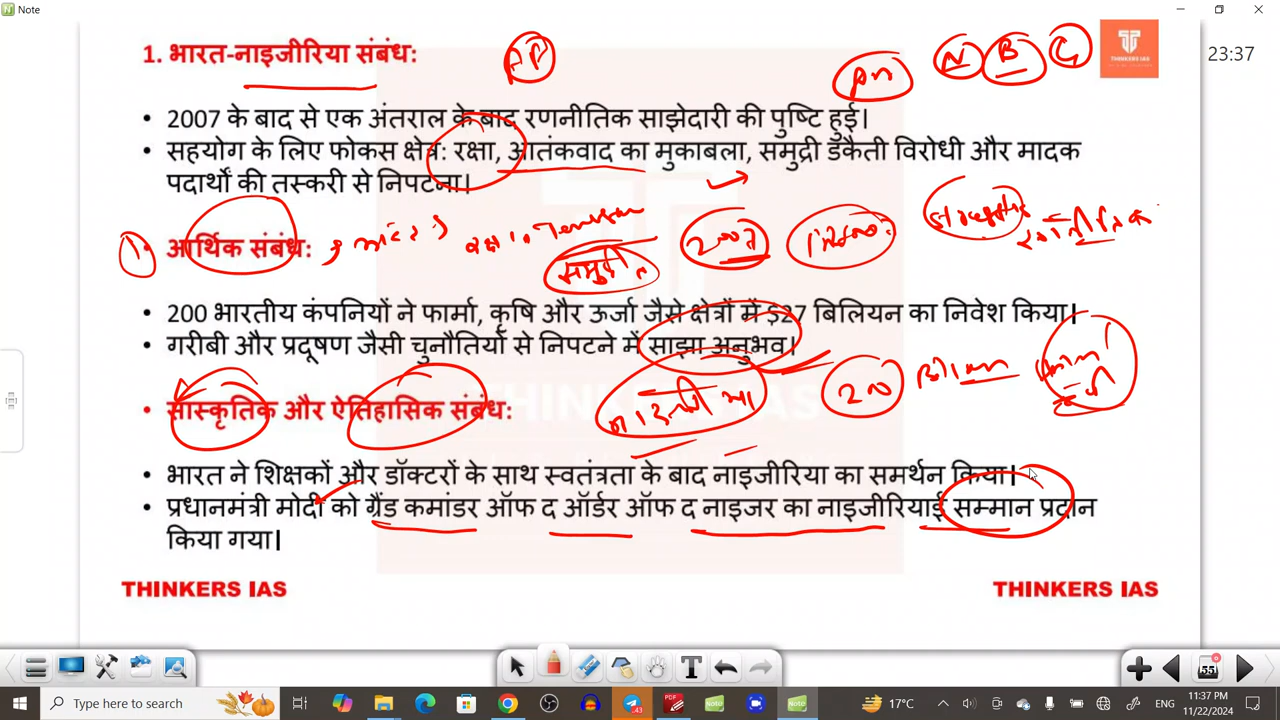 Note
1. भारत-नाइजीरिया संबंध:
N B G
PM
23:37
• 2007 के बाद से एक अंतराल के बाद रणनीतिक साझेदारी की पुष्टि हुई।
• सहयोग के लिए फोकस क्षेत्र: रक्षा, आतंकवाद का मुकाबला, समुद्री डकैती विरोधी और मादक
पदार्थों की तस्करी से निपटना।
1. आर्थिक संबंध:
2007
समुद्री
• 200 भारतीय कंपनियों ने फार्मा, कृषि और ऊर्जा जैसे क्षेत्रों में $27 बिलियन का निवेश किया।
• गरीबी और प्रदूषण जैसी चुनौतियों से निपटने में साझा अनुभव।
200
• सांस्कृतिक और ऐतिहासिक संबंध:
THINKERS IAS
• भारत ने शिक्षकों और डॉक्टरों के साथ स्वतंत्रता के बाद नाइजीरिया का समर्थन किया।
• प्रधानमंत्री मोदी को ग्रैंड कमांडर ऑफ द ऑर्डर ऑफ द नाइजर का नाइजीरियाई सम्मान प्रदान
किया गया।
THINKERS IAS THINKERS IAS
Type here to search
17°C
ENG
11:37 PM
11/22/2024